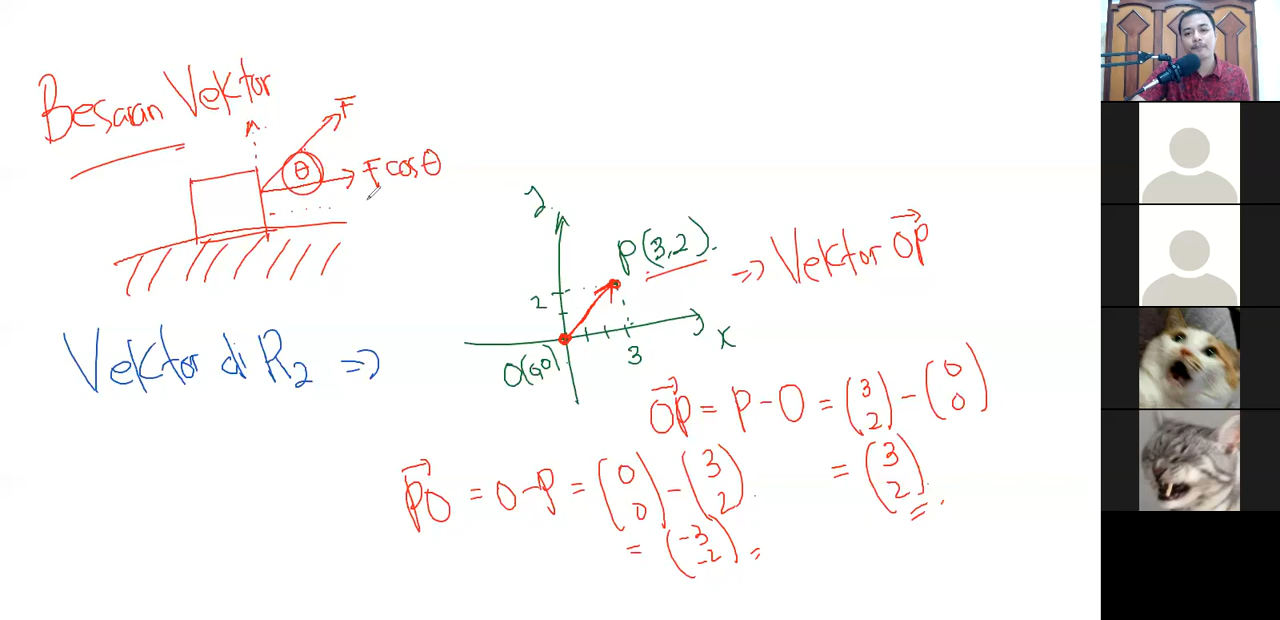 Besaran Vektor
F
θ
F cos θ
y
P(3,2).
=> Vektor OP
2
O(0,0)
3
x
Vektor di R2 =>
OP = P - O = (3 2) - (0 0)
= (3 2)
PO = O - P = (0 0) - (3 2)
= (-3 -2) =